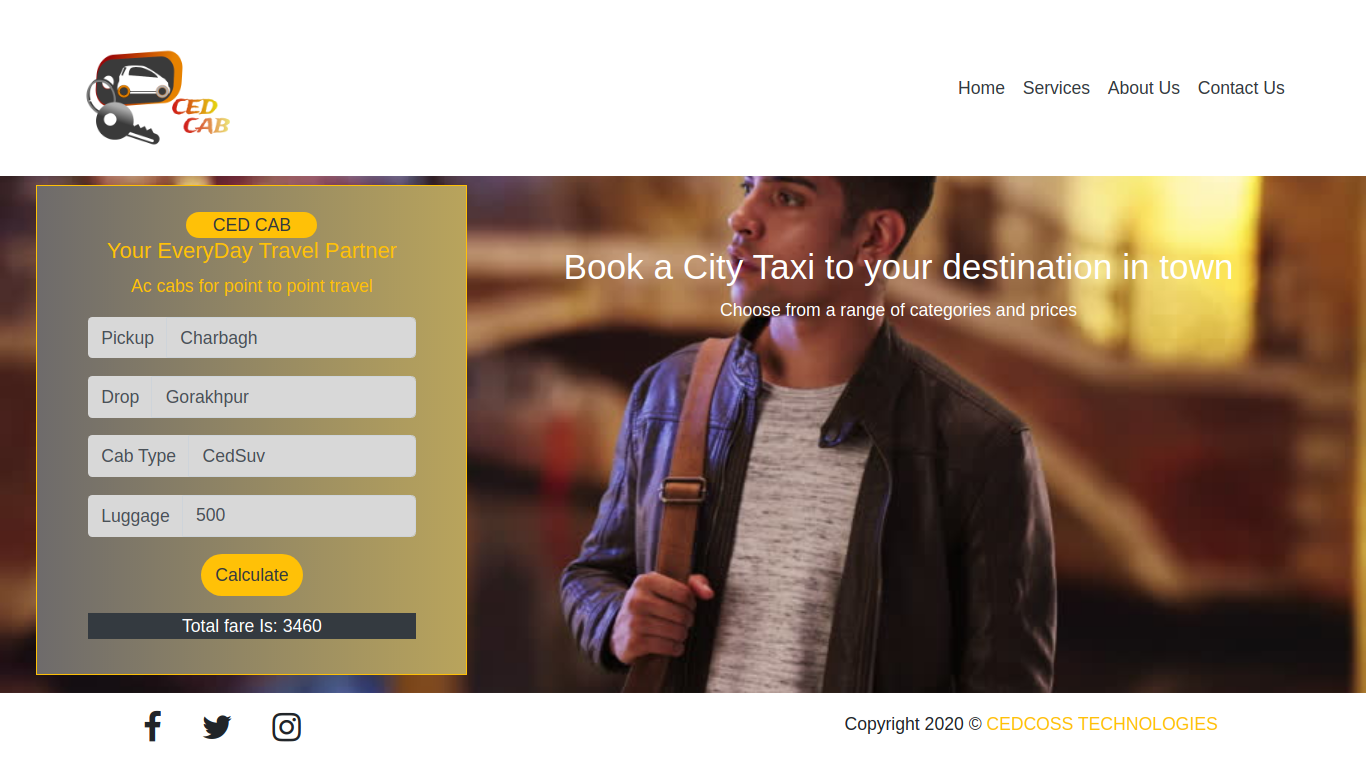 CED
CAB
Home Services About Us Contact Us
CED CAB
Your EveryDay Travel Partner
Ac cabs for point to point travel
Pickup Charbagh
Drop Gorakhpur
Cab Type CedSuv
Luggage 500
Calculate
Total fare Is: 3460
Book a City Taxi to your destination in town
Choose from a range of categories and prices
Copyright 2020 © CEDCOSS TECHNOLOGIES